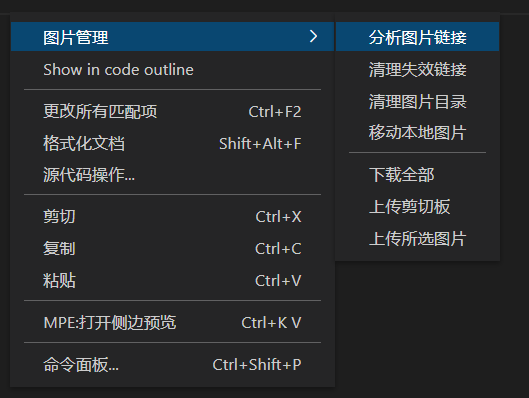 图片管理
Show in code outline
更改所有匹配项 Ctrl+F2
格式化文档 Shift+Alt+F
源代码操作...
剪切 Ctrl+X
复制 Ctrl+C
粘贴 Ctrl+V
MPE:打开侧边预览 Ctrl+K V
命令面板... Ctrl+Shift+P
分析图片链接
清理失效链接
清理图片目录
移动本地图片
下载全部
上传剪切板
上传所选图片